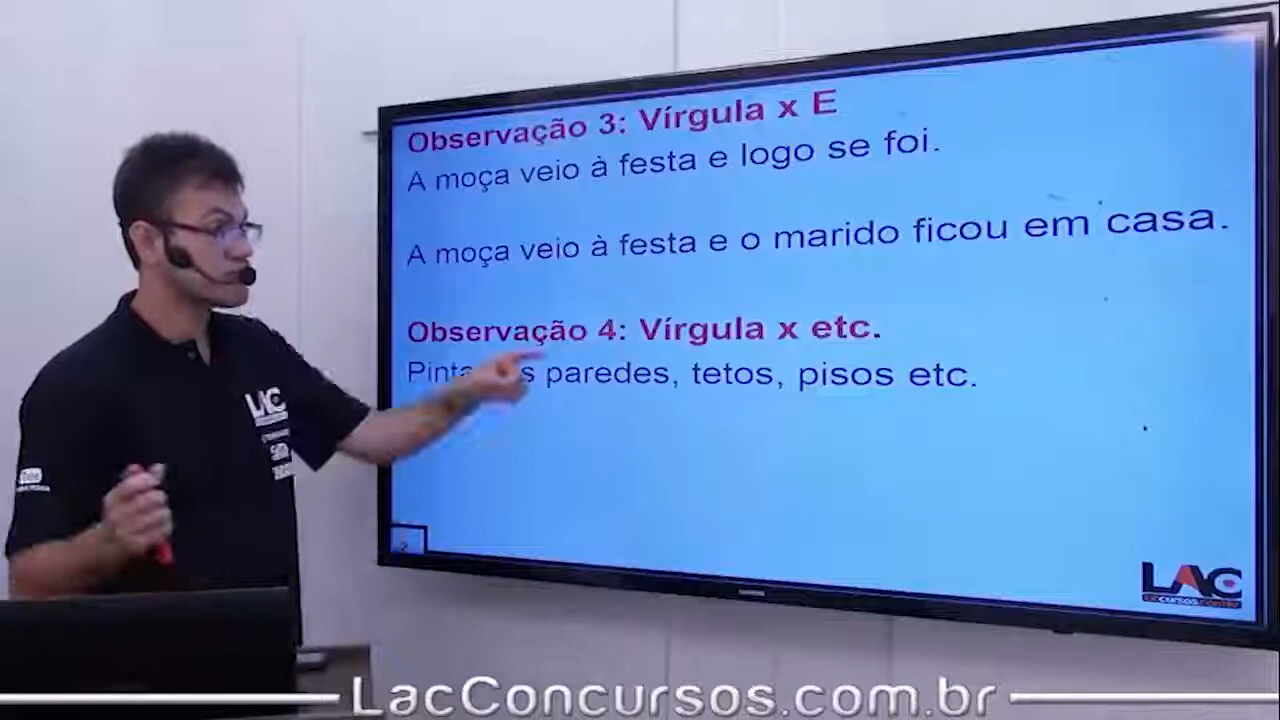 Observação 3: Vírgula x E
A moça veio à festa e logo se foi.
A moça veio à festa e o marido ficou em casa.
Observação 4: Vírgula x etc.
paredes, tetos, pisos etc.
LAC
LAC
LacConcursos.com.br